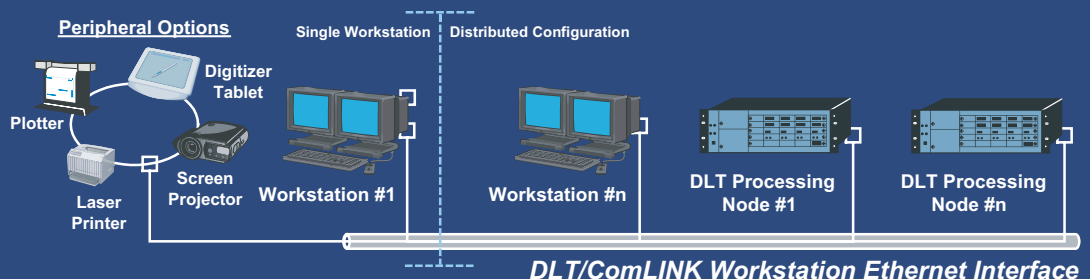 Peripheral Options
Single Workstation
Distributed Configuration
Digitizer
Tablet
Plotter
Screen
Projector
Laser
Printer
Workstation #1
Workstation #n
DLT Processing
Node #1
DLT Processing
Node #n
DLT/ComLINK Workstation Ethernet Interface